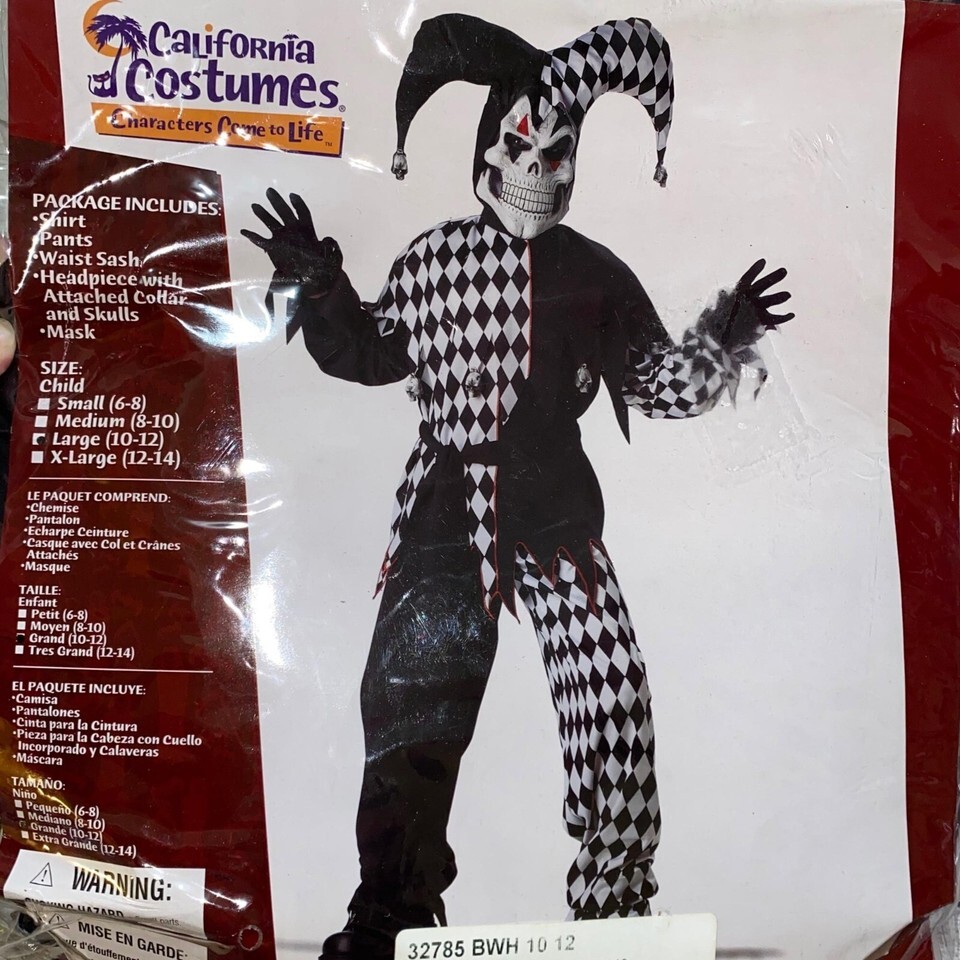 CaLiFoRNiA
Costumes®
Characters Come to Life™
PACKAGE INCLUDES:
•Shirt
•Pants
•Waist Sash
•Headpiece with
Attached Collar
and Skulls
•Mask
SIZE:
Child
Small (6-8)
Medium (8-10)
Large (10-12)
X-Large (12-14)
LE PAQUET COMPREND:
•Chemise
•Pantalon
•Echarpe Ceinture
•Casque avec Col et Crânes
Attachés
•Masque
TAILLE:
Enfant
Petit (6-8)
Moyen (8-10)
Grand (10-12)
Tres Grand (12-14)
EL PAQUETE INCLUYE:
•Camisa
•Pantalones
•Cinta para la Cintura
•Pieza para la Cabeza con Cuello
Incorporado y Calaveras
•Máscara
TAMAÑO:
Niño
Pequeño (6-8)
Mediano (8-10)
Grande (10-12)
Extra Grande (12-14)
WARNING:
HAZARD parts
MISE EN GARDE:
d'étouffement
32785 BWH 10 12